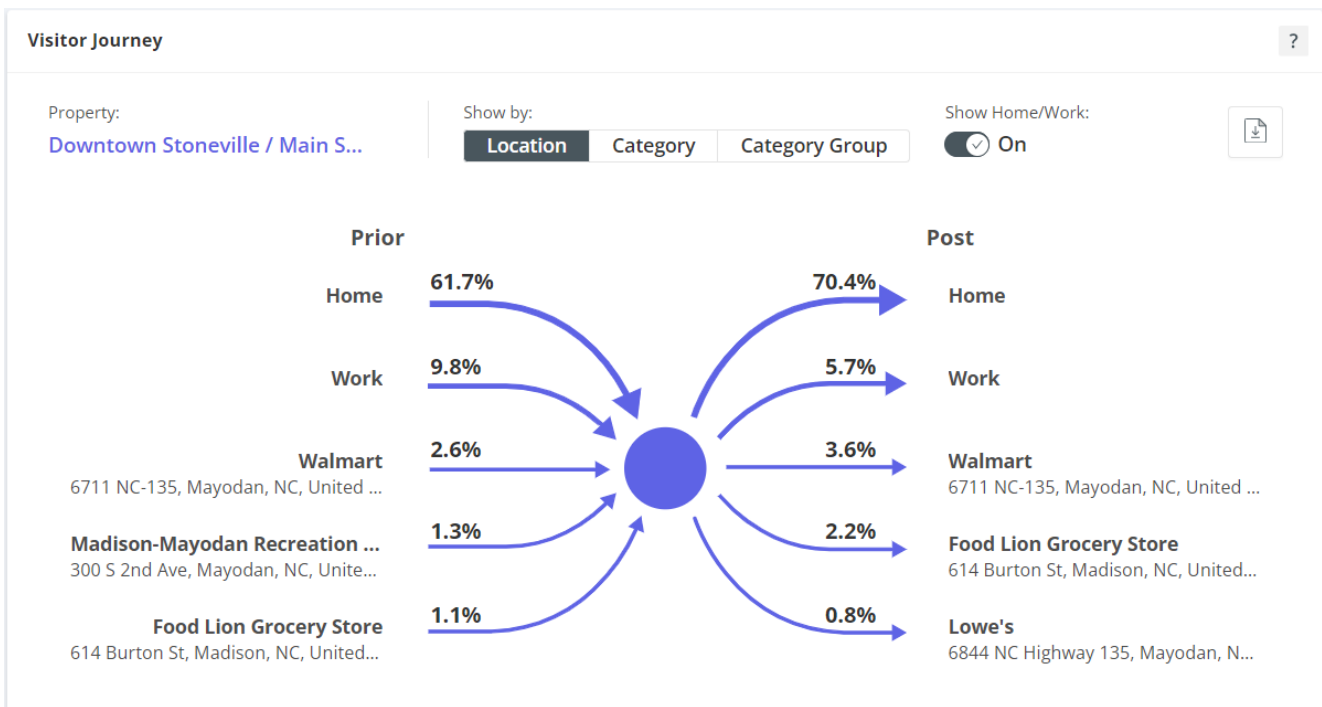 Visitor Journey
?
Property:
Downtown Stoneville / Main S...
Show by:
Location
Category
Category Group
Show Home/Work:
On
Prior
Post
Home
61.7%
70.4%
Home
Work
9.8%
5.7%
Work
Walmart
6711 NC-135, Mayodan, NC, United ...
2.6%
3.6%
Walmart
6711 NC-135, Mayodan, NC, United ...
Madison-Mayodan Recreation ...
300 S 2nd Ave, Mayodan, NC, Unite...
1.3%
2.2%
Food Lion Grocery Store
614 Burton St, Madison, NC, United...
Food Lion Grocery Store
614 Burton St, Madison, NC, United...
1.1%
0.8%
Lowe's
6844 NC Highway 135, Mayodan, N...